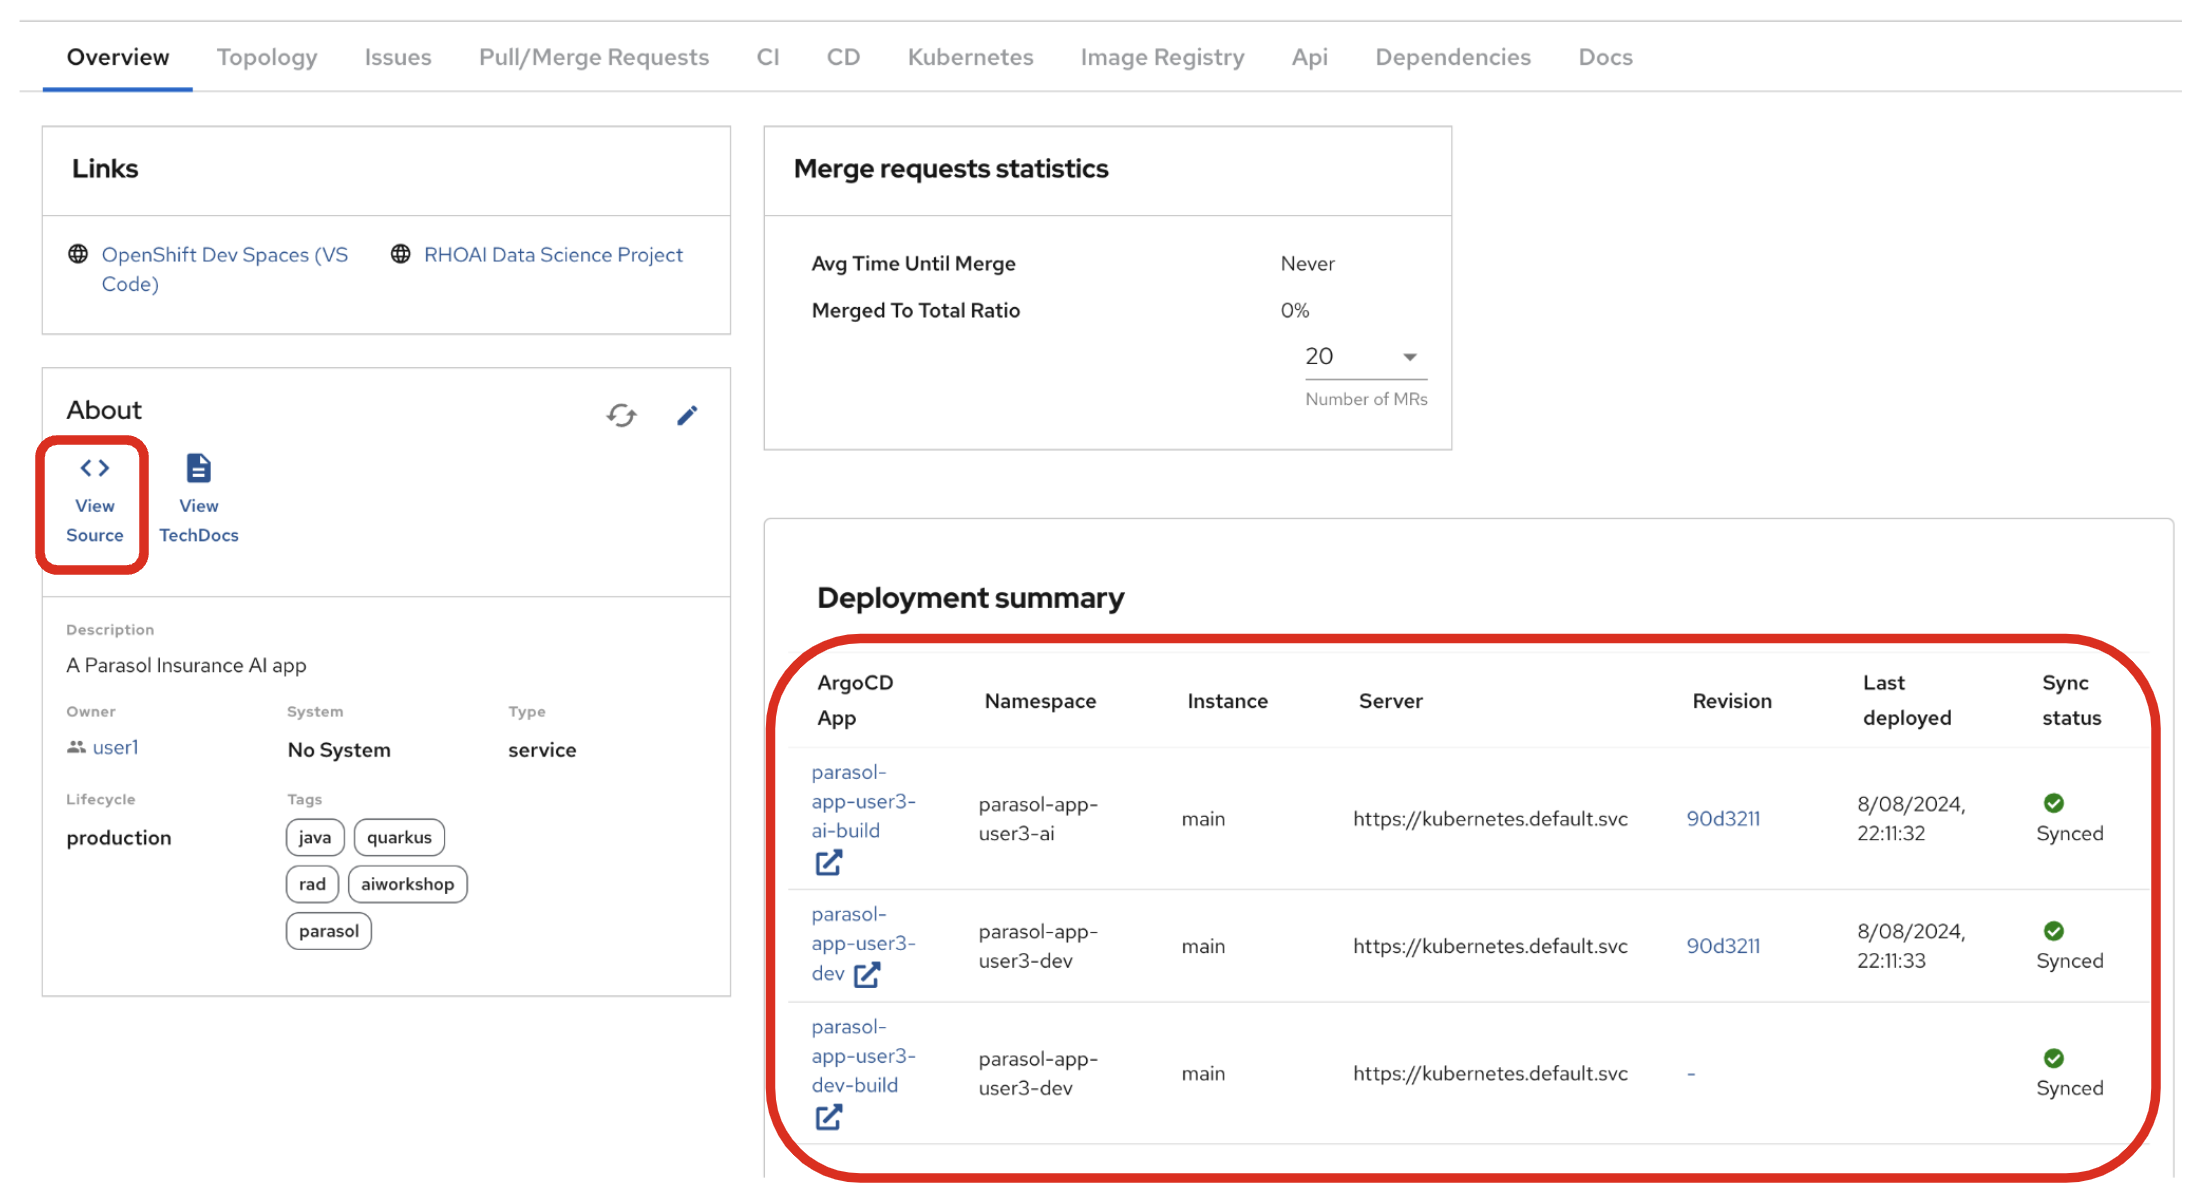 Overview Topology Issues Pull/Merge Requests CI CD Kubernetes Image Registry Api Dependencies Docs
Links
OpenShift Dev Spaces (VS
Code)
RHOAI Data Science Project
About
View
Source
View
TechDocs
Description
A Parasol Insurance AI app
Owner
user1
System
No System
Type
service
Lifecycle
production
Tags
java quarkus
rad aiworkshop
parasol
Merge requests statistics
Avg Time Until Merge Never
Merged To Total Ratio 0%
20
Number of MRs
Deployment summary
ArgoCD
App
Namespace
Instance
Server
Revision
Last
deployed
Sync
status
parasol-
app-user3-
ai-build
parasol-app-
user3-ai
main
https://kubernetes.default.svc
90d3211
8/08/2024,
22:11:32
Synced
parasol-
app-user3-
dev
parasol-app-
user3-dev
main
https://kubernetes.default.svc
90d3211
8/08/2024,
22:11:33
Synced
parasol-
app-user3-
dev-build
parasol-app-
user3-dev
main
https://kubernetes.default.svc
-
Synced